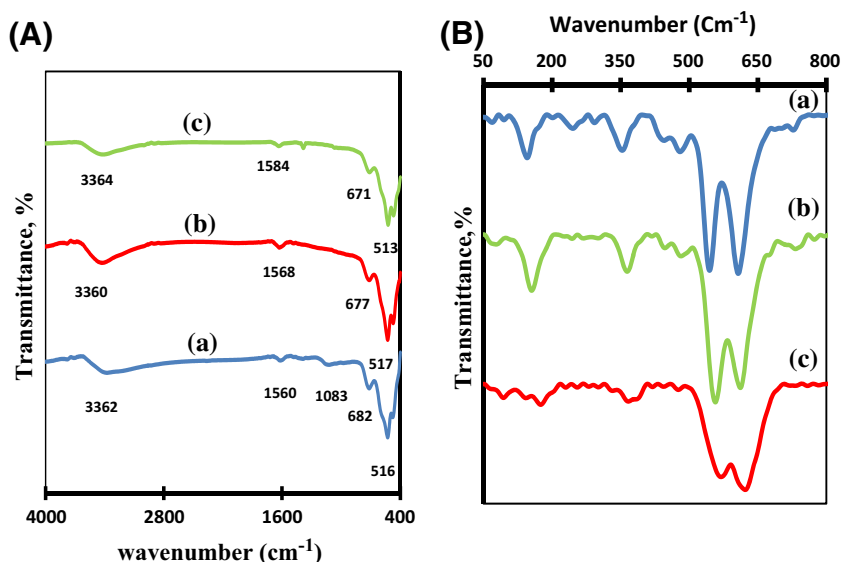 (A)
(c)
3364
1584
671
513
(b)
3360
1568
677
517
(a)
3362
1560
1083
682
516
4000
2800
1600
400
wavenumber (cm⁻¹)
Transmittance, %
(B)
Wavenumber (Cm⁻¹)
50
200
350
500
650
800
(a)
(b)
(c)
Transmittance,%